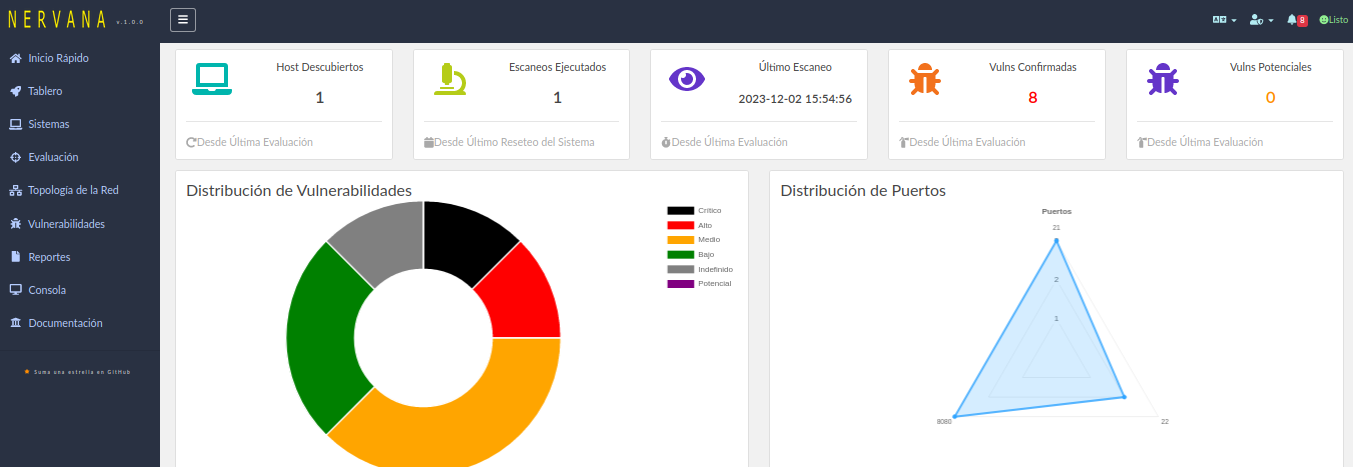 NERVANA v.1.0.0
8 Listo
Inicio Rápido
Tablero
Sistemas
Evaluación
Topología de la Red
Vulnerabilidades
Reportes
Consola
Documentación
Suma una estrella en GitHub
Host Descubiertos
1
Desde Última Evaluación
Escaneos Ejecutados
1
Desde Último Reseteo del Sistema
Último Escaneo
2023-12-02 15:54:56
Desde Última Evaluación
Vulns Confirmadas
8
Desde Última Evaluación
Vulns Potenciales
0
Desde Última Evaluación
Distribución de Vulnerabilidades
Crítico
Alto
Medio
Bajo
Indefinido
Potencial
Distribución de Puertos
Puertos
21
2
1
8080
22